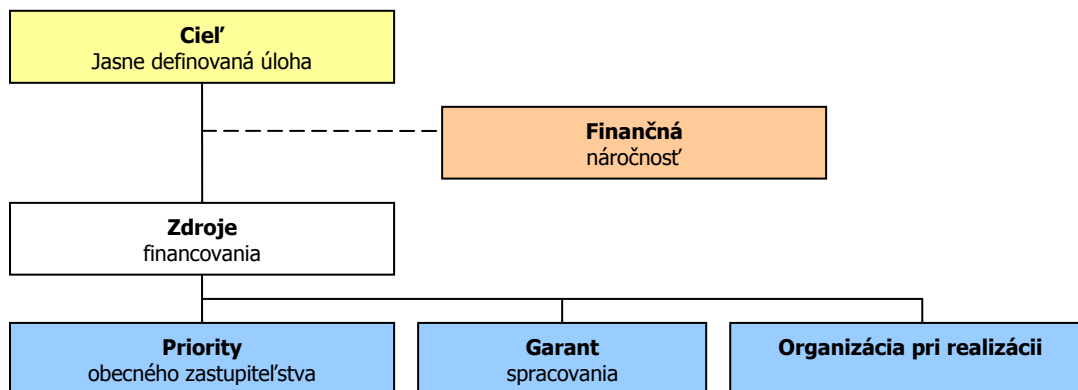 Cieľ
Jasne definovaná úloha
Finančná
náročnosť
Zdroje
financovania
Priority
obecného zastupiteľstva
Garant
spracovania
Organizácia pri realizácii